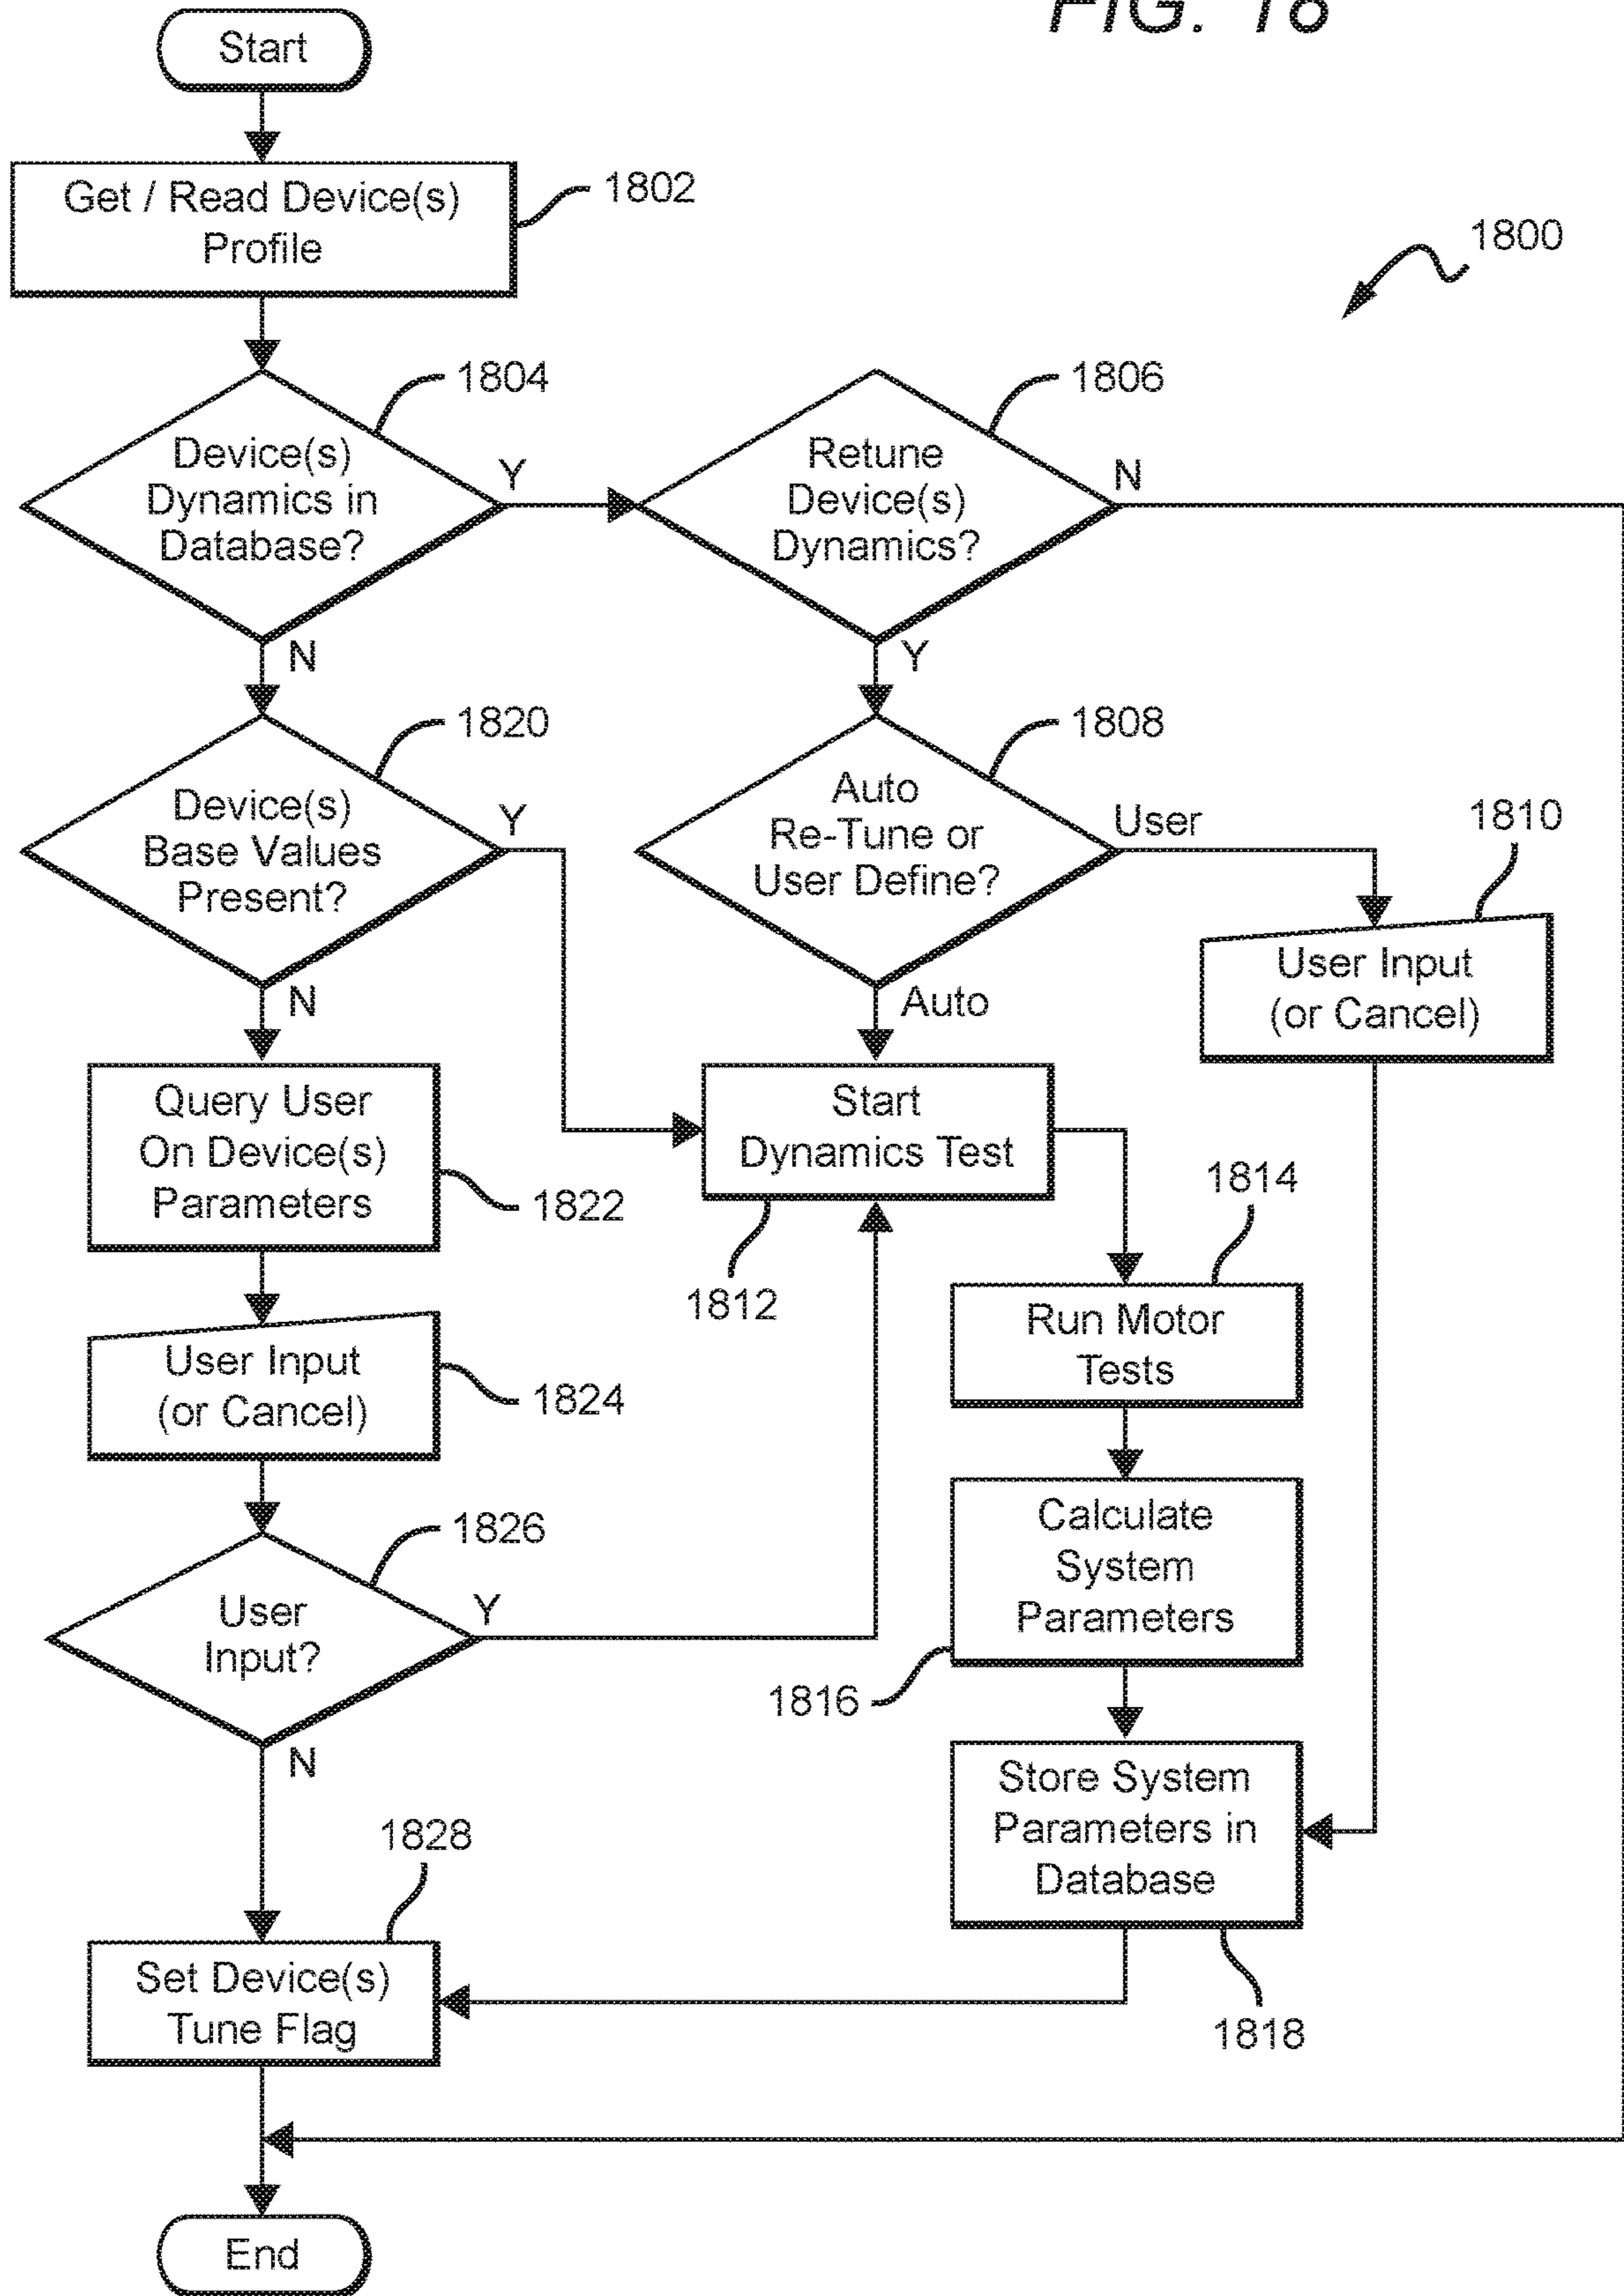 FIG. 18
Start
Get / Read Device(s)
Profile
1802
1800
1804
Device(s)
Dynamics in
Database?
Y
N
1806
Retune
Device(s)
Dynamics?
N
Y
1820
Device(s)
Base Values
Present?
Y
N
1808
Auto
Re-Tune or
User Define?
User
Auto
1810
User Input
(or Cancel)
Query User
On Device(s)
Parameters
1822
Start
Dynamics Test
1812
1814
Run Motor
Tests
User Input
(or Cancel)
1824
Calculate
System
Parameters
1816
1826
User
Input?
Y
N
Store System
Parameters in
Database
1818
1828
Set Device(s)
Tune Flag
End